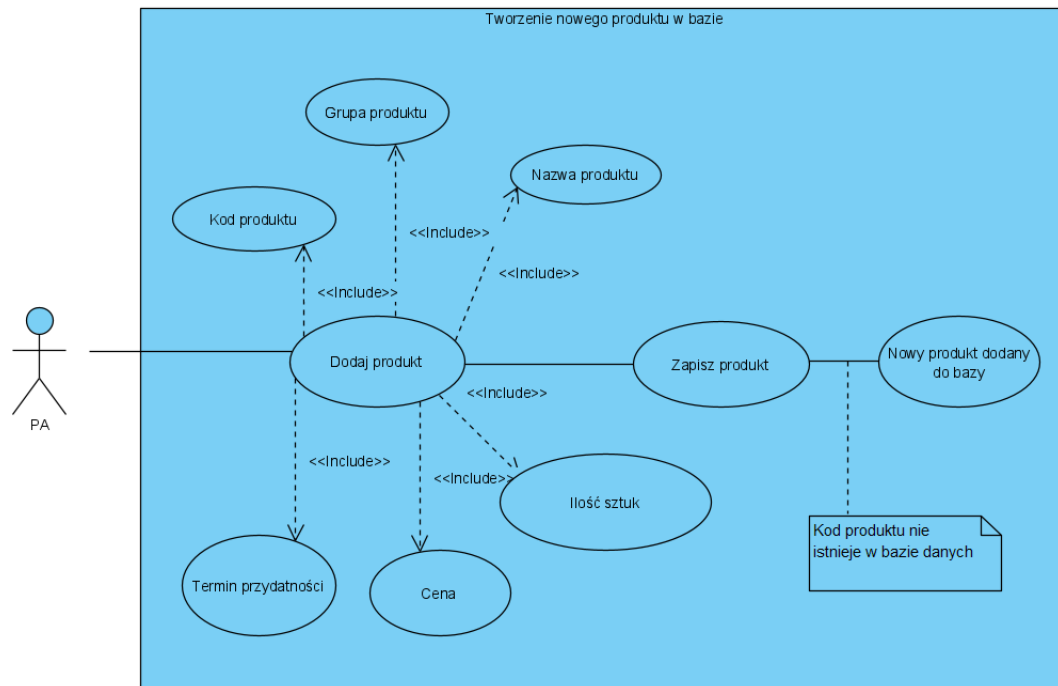 Tworzenie nowego produktu w bazie
Grupa produktu
Nazwa produktu
Kod produktu
<<Include>>
<<Include>>
<<Include>>
Dodaj produkt
Zapisz produkt
Nowy produkt dodany
do bazy
PA
<<Include>>
<<Include>>
<<Include>>
Ilość sztuk
Kod produktu nie
istnieje w bazie danych
Termin przydatności
Cena